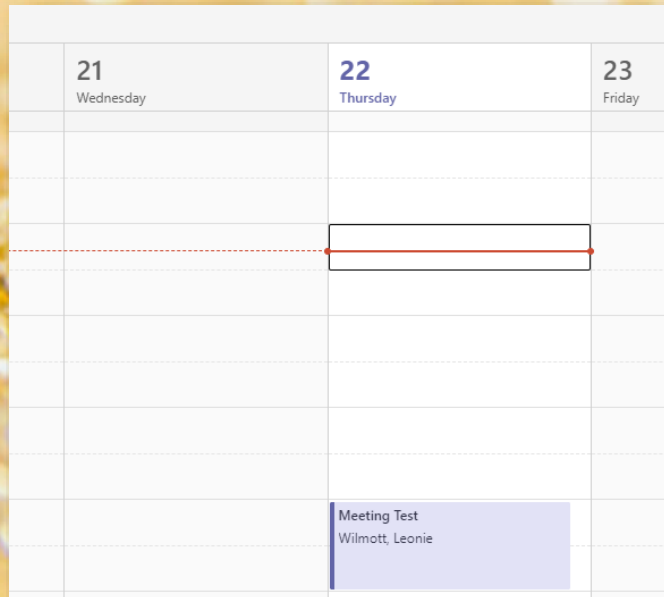 21
Wednesday
22
Thursday
23
Friday
Meeting Test
Wilmott, Leonie